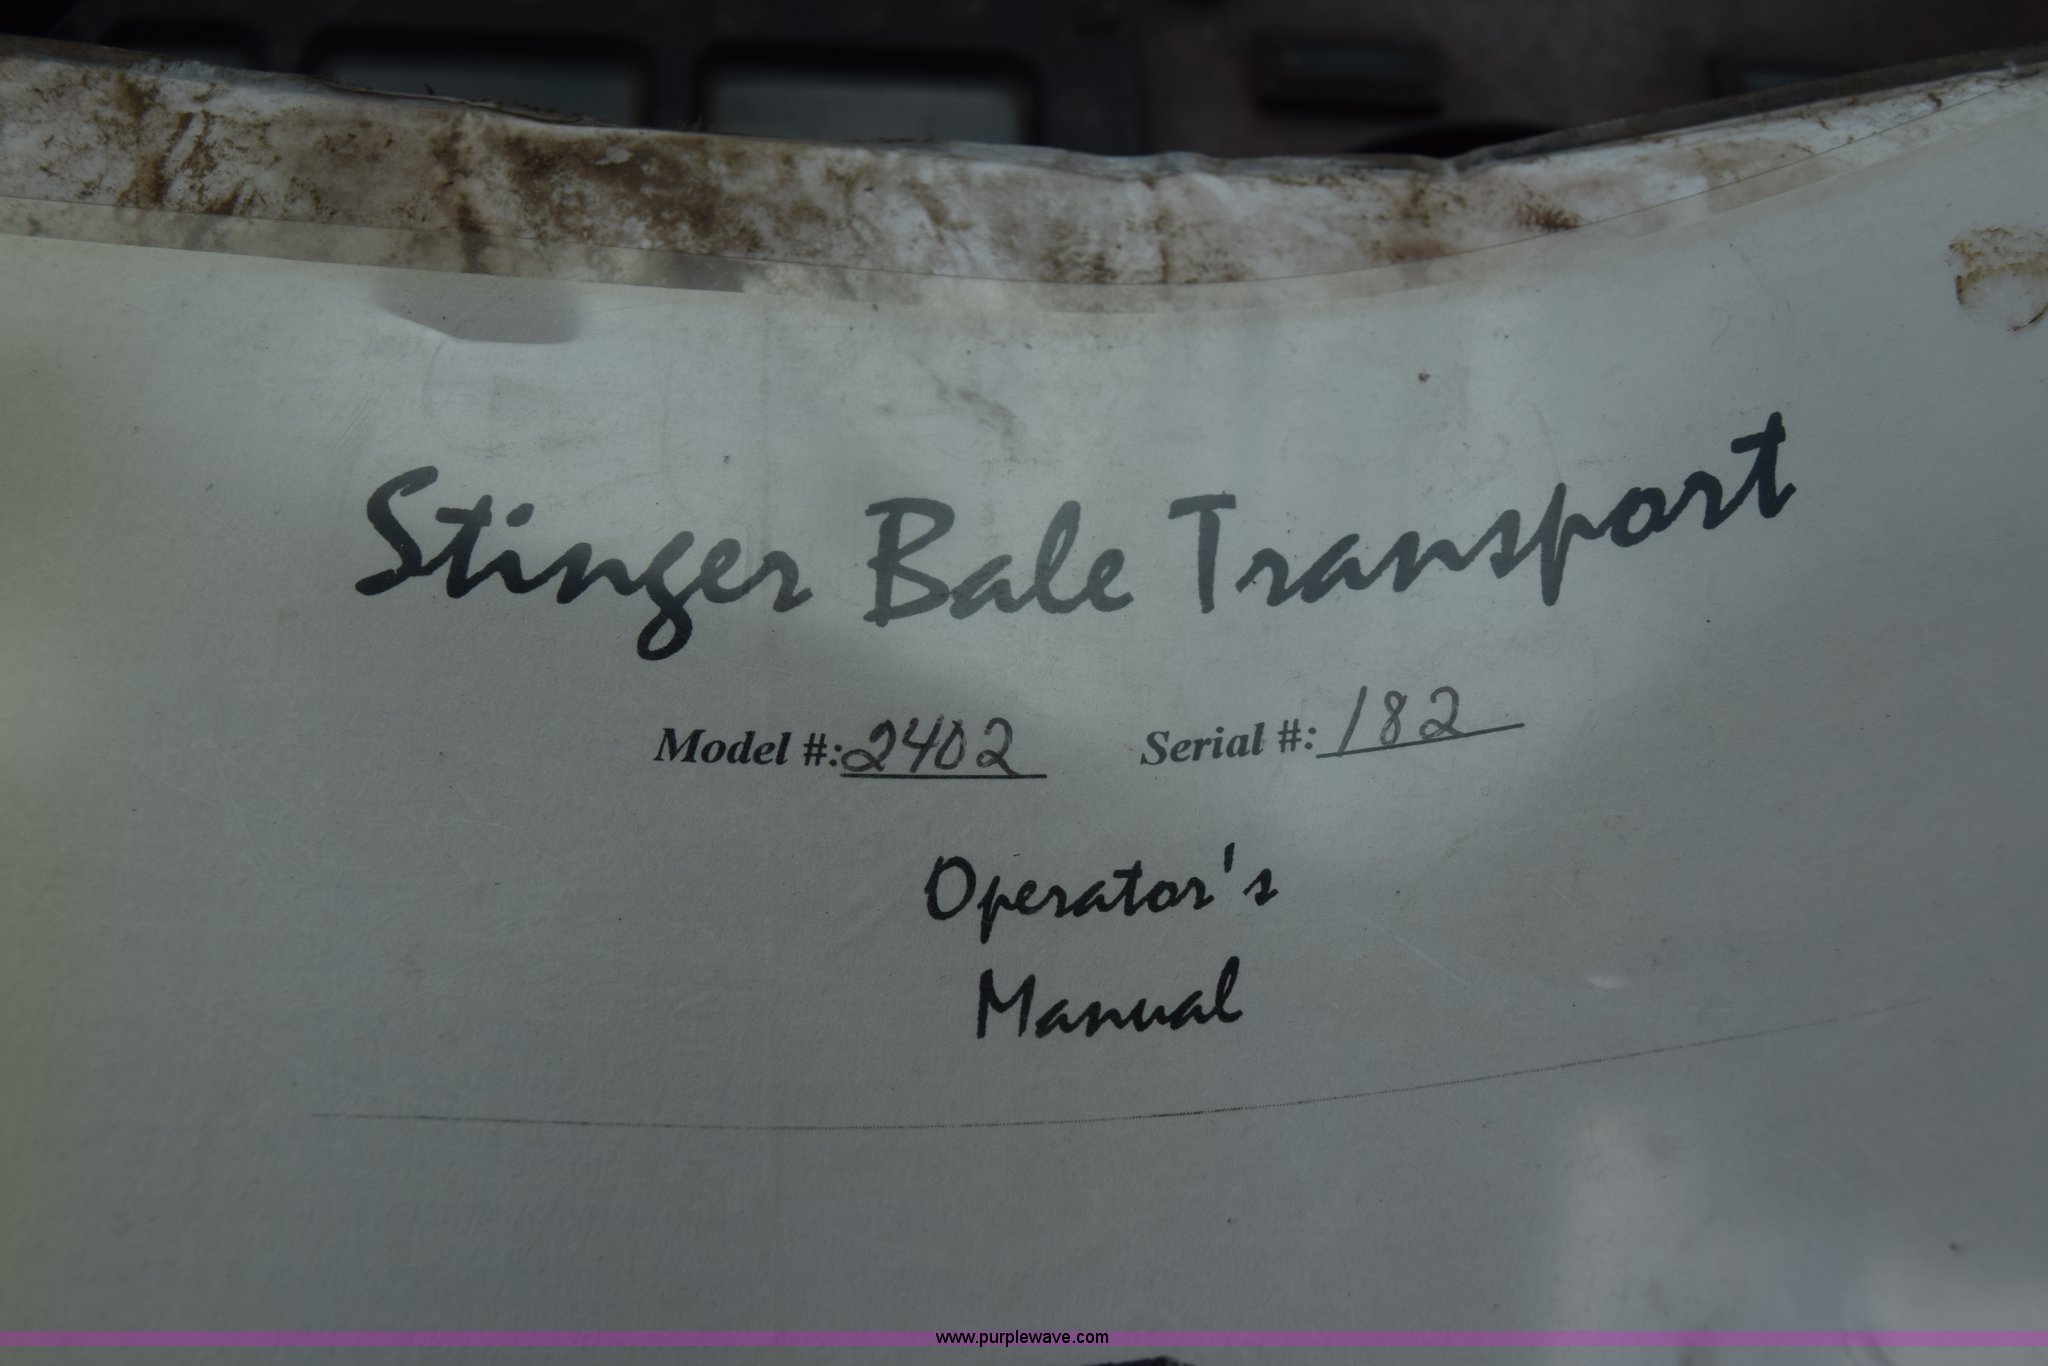 Stinger Bale Transport
Model #: 2402 Serial #: 182
Operator's
Manual
www.purplewave.com